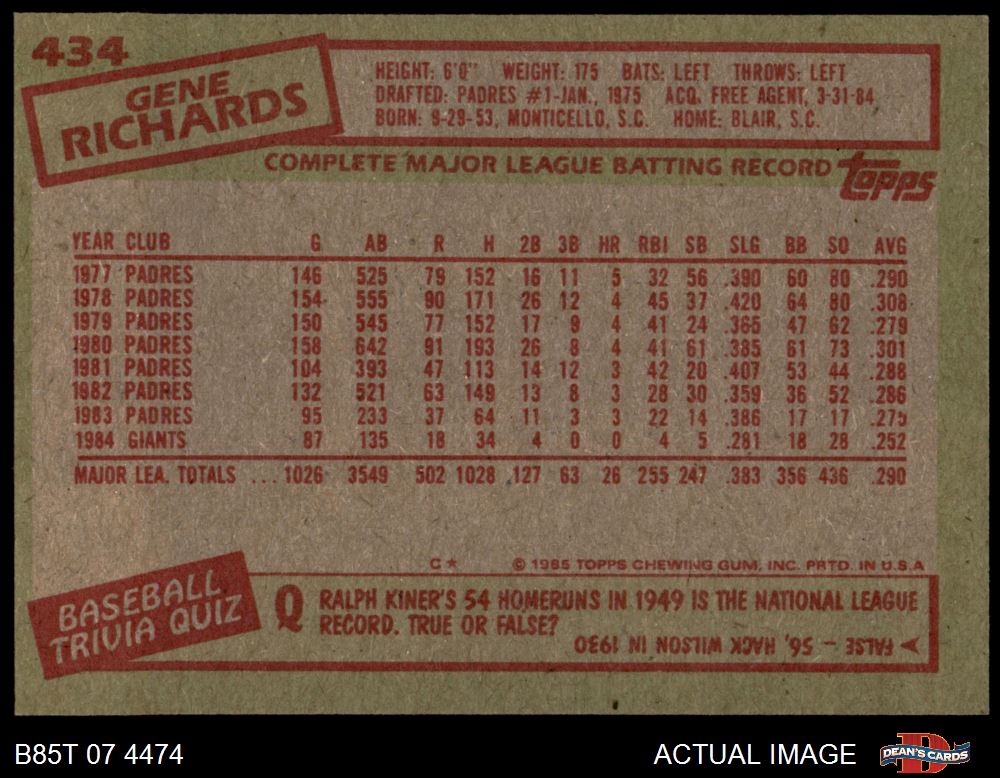 434
GENE
RICHARDS
HEIGHT: 6'0" WEIGHT: 175 BATS: LEFT THROWS: LEFT
DRAFTED: PADRES #1-JAN., 1975 ACQ. FREE AGENT, 3-31-84
BORN: 9-29-53, MONTICELLO, S.C. HOME: BLAIR, S.C.
COMPLETE MAJOR LEAGUE BATTING RECORD
topps
YEAR CLUB G AB R H 2B 3B HR RBI SB SLG BB SO AVG
1977 PADRES 146 525 79 152 16 11 5 32 56 .390 60 80 .290
1978 PADRES 154 555 90 171 26 12 4 45 37 .420 64 80 .308
1979 PADRES 150 545 77 152 17 9 4 41 24 .365 47 62 .279
1980 PADRES 158 642 91 193 26 8 4 41 61 .385 61 73 .301
1981 PADRES 104 393 47 113 14 12 3 42 20 .407 53 44 .288
1982 PADRES 132 521 63 149 13 8 3 28 30 .359 36 52 .286
1983 PADRES 95 233 37 64 11 3 3 22 14 .386 17 17 .275
1984 GIANTS 87 135 18 34 4 0 0 4 5 .281 18 28 .252
MAJOR LEA. TOTALS ... 1026 3549 502 1028 127 63 26 255 247 .383 356 436 .290
C★ © 1985 TOPPS CHEWING GUM, INC. PRTD. IN U.S.A
BASEBALL
TRIVIA QUIZ
Q RALPH KINER'S 54 HOMERUNS IN 1949 IS THE NATIONAL LEAGUE
RECORD. TRUE OR FALSE?
FALSE – 56, HACK WILSON IN 1930
B85T 07 4474
ACTUAL IMAGE
DEAN'S CARDS